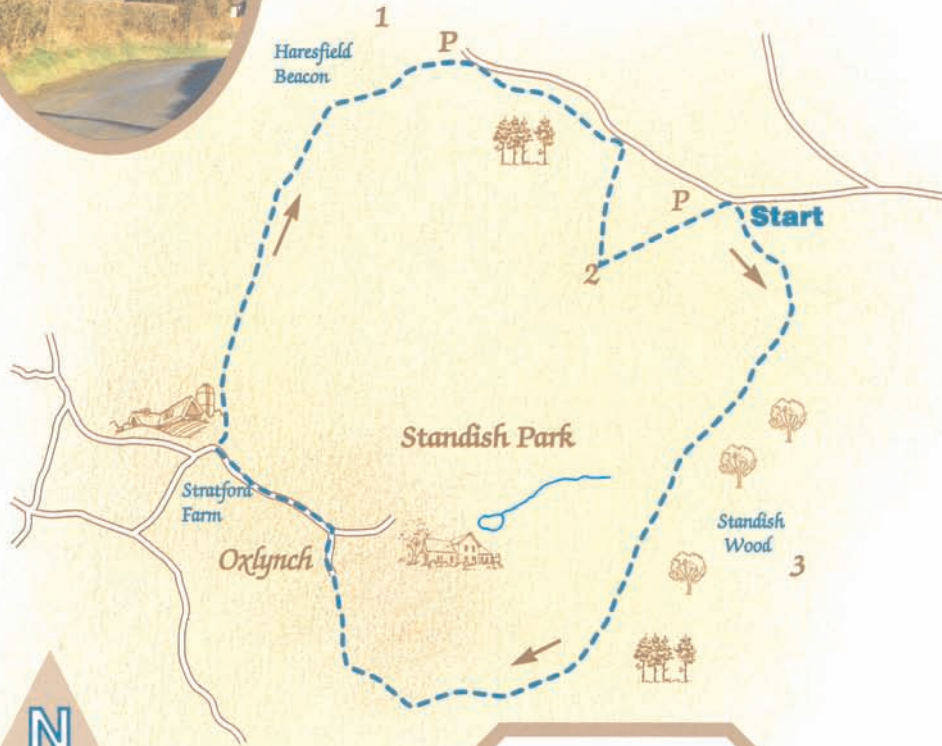 1
P
Haresfield
Beacon
P
Start
2
Standish Park
Stratford
Farm
Standish
Wood
Oxlynch
3
N